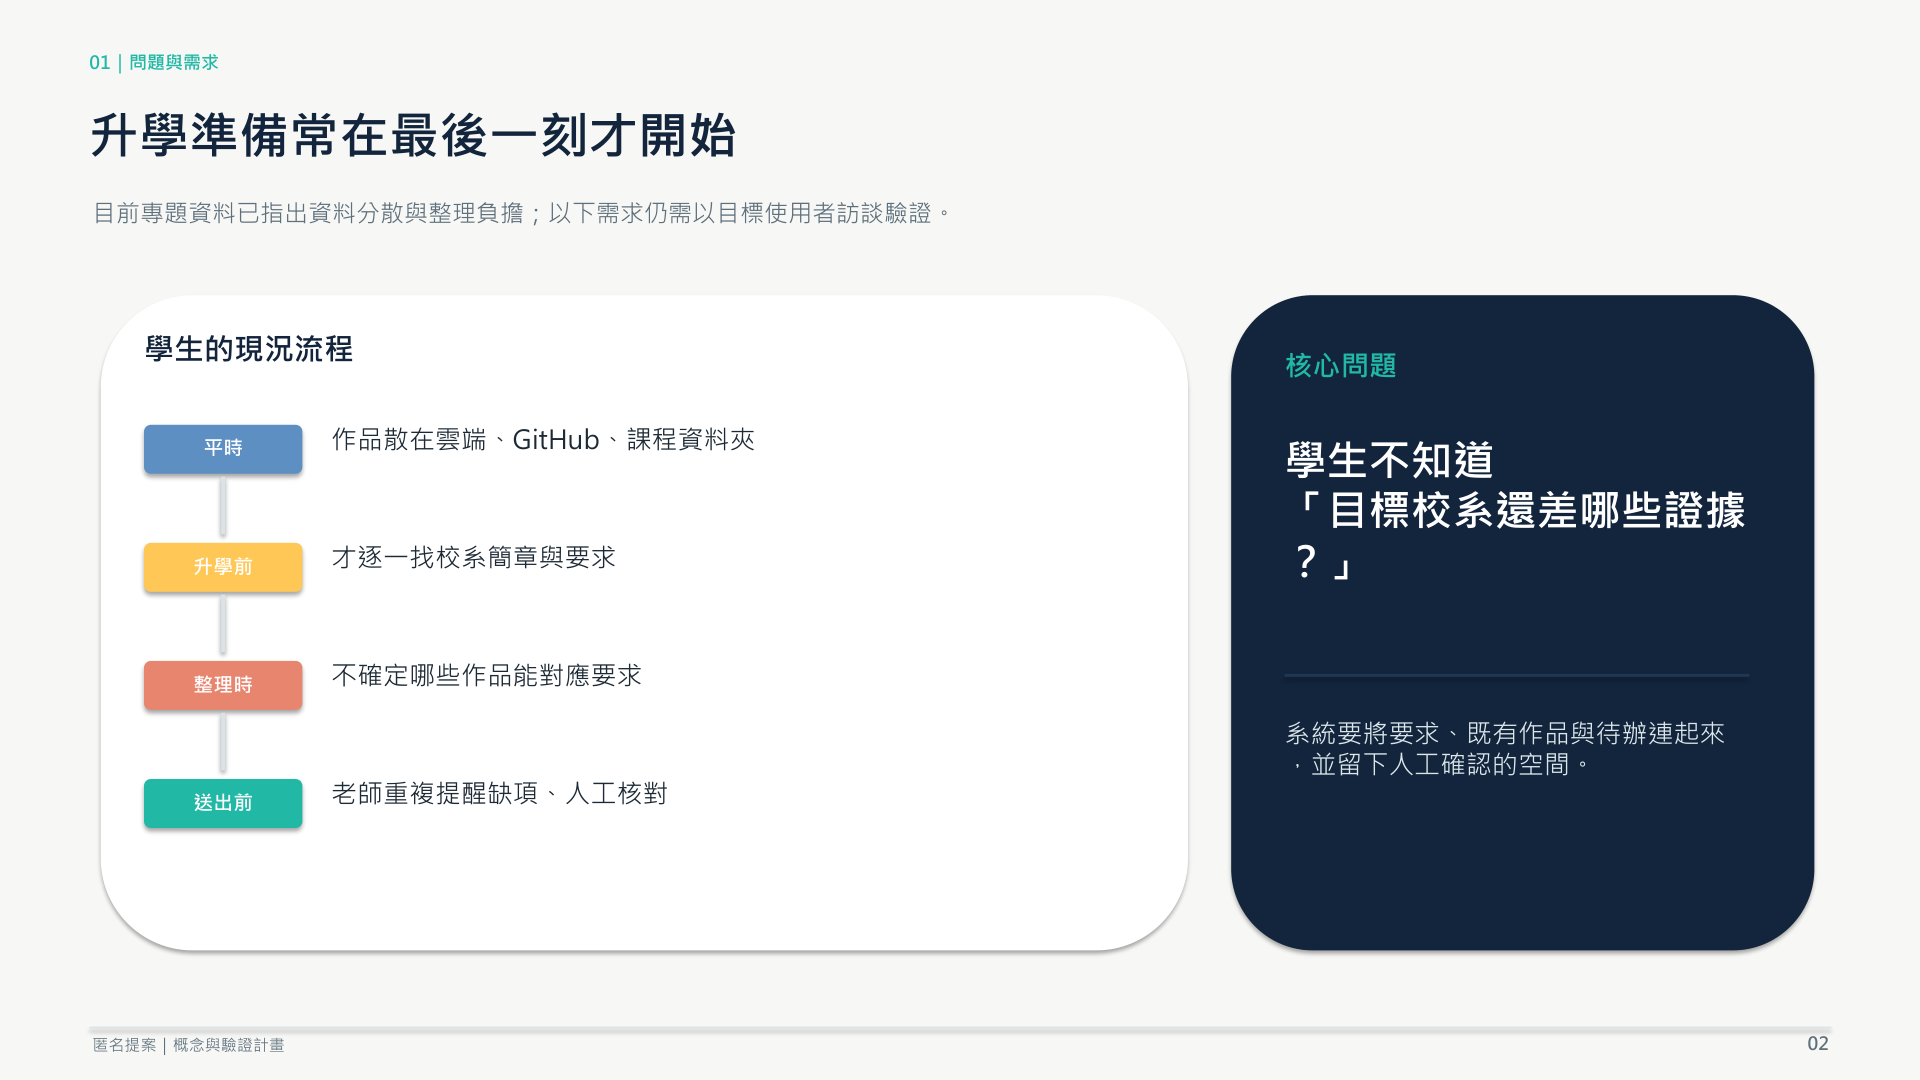 01｜問題與需求
升學準備常在最後一刻才開始
目前專題資料已指出資料分散與整理負擔；以下需求仍需以目標使用者訪談驗證。
學生的現況流程
平時
作品散在雲端、GitHub、課程資料夾
升學前
才逐一找校系簡章與要求
整理時
不確定哪些作品能對應要求
送出前
老師重複提醒缺項、人工核對
核心問題
學生不知道
「目標校系還差哪些證據
？」
系統要將要求、既有作品與待辦連起來
，並留下人工確認的空間。
匿名提案｜概念與驗證計畫
02